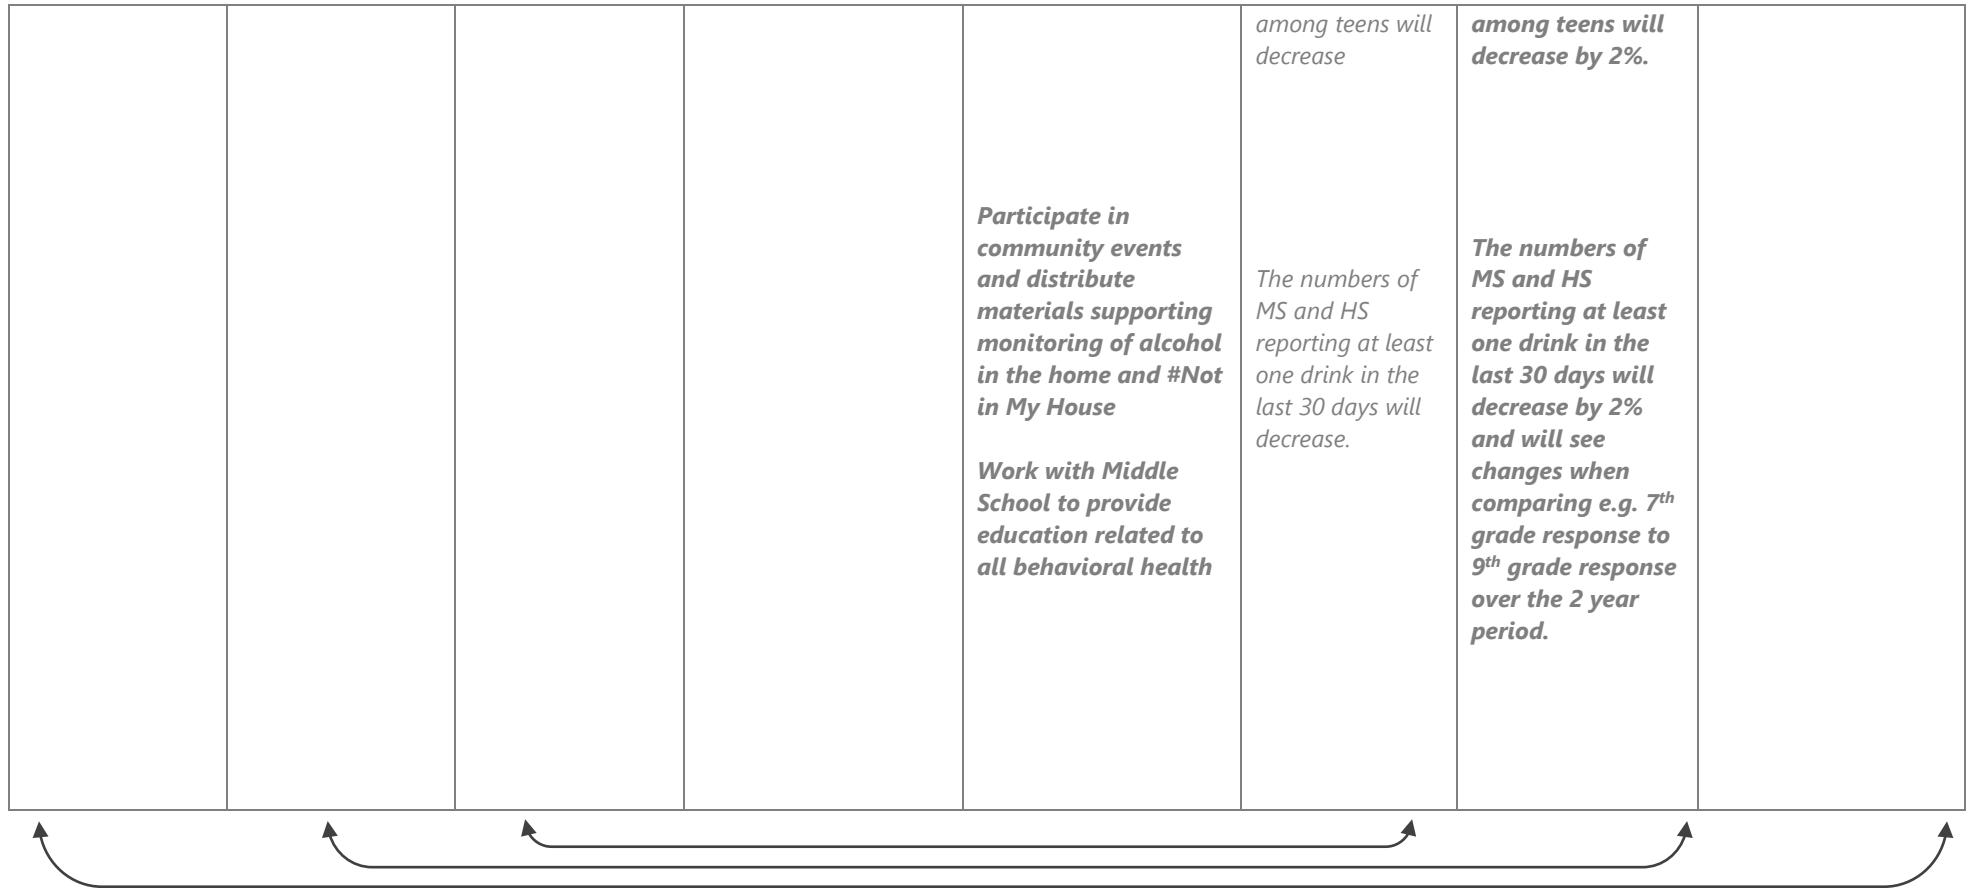 Participate in
community events
and distribute
materials supporting
monitoring of alcohol
in the home and #Not
in My House
Work with Middle
School to provide
education related to
all behavioral health
among teens will
decrease
The numbers of
MS and HS
reporting at least
one drink in the
last 30 days will
decrease.
among teens will
decrease by 2%.
The numbers of
MS and HS
reporting at least
one drink in the
last 30 days will
decrease by 2%
and will see
changes when
comparing e.g. 7th
grade response to
9th grade response
over the 2 year
period.